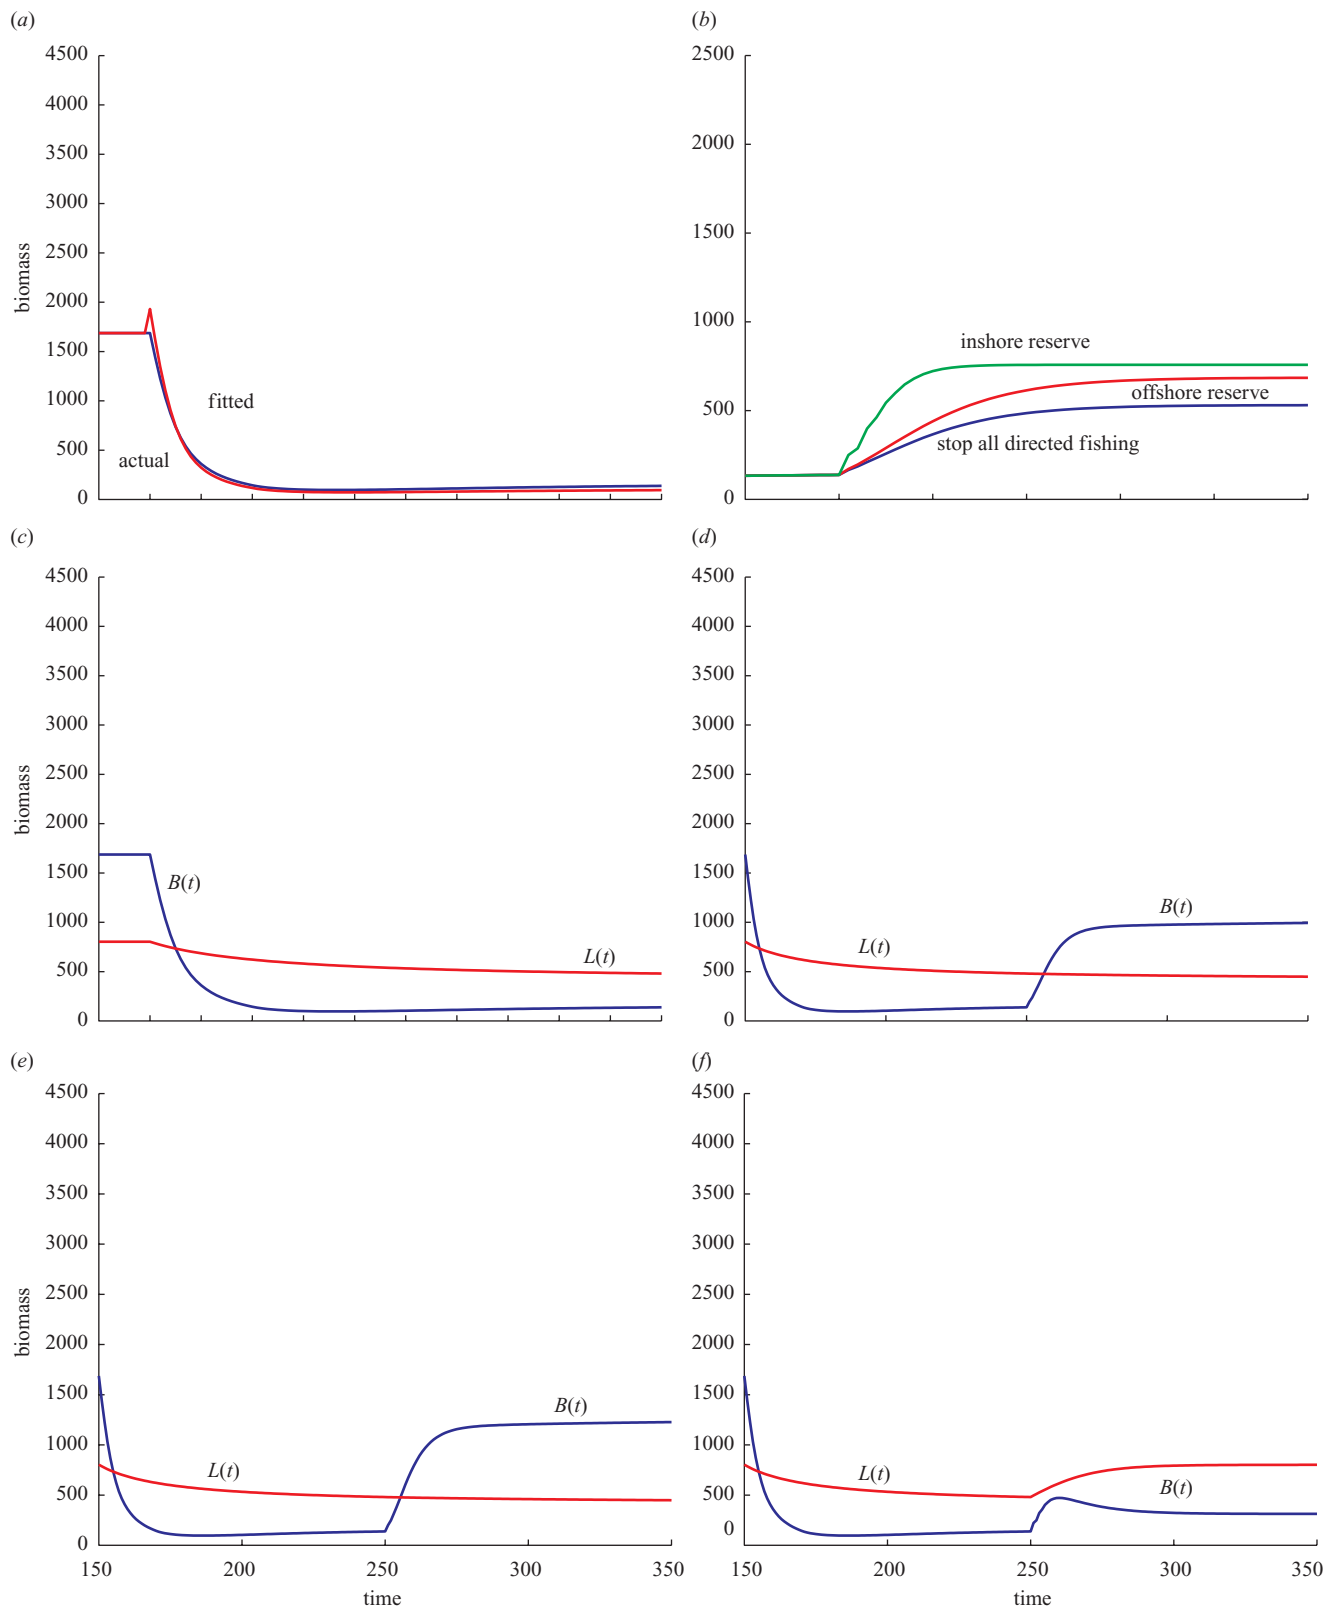 (a)
4500
4000
3500
3000
2500
2000
1500
1000
500
0
biomass
fitted
actual
(b)
2500
2000
1500
1000
500
0
inshore reserve
offshore reserve
stop all directed fishing
(c)
4500
4000
3500
3000
2500
2000
1500
1000
500
0
biomass
B(t)
L(t)
(d)
4500
4000
3500
3000
2500
2000
1500
1000
500
0
B(t)
L(t)
(e)
4500
4000
3500
3000
2500
2000
1500
1000
500
0
biomass
B(t)
L(t)
150 200 250 300 350
time
(f)
4500
4000
3500
3000
2500
2000
1500
1000
500
0
L(t)
B(t)
150 200 250 300 350
time